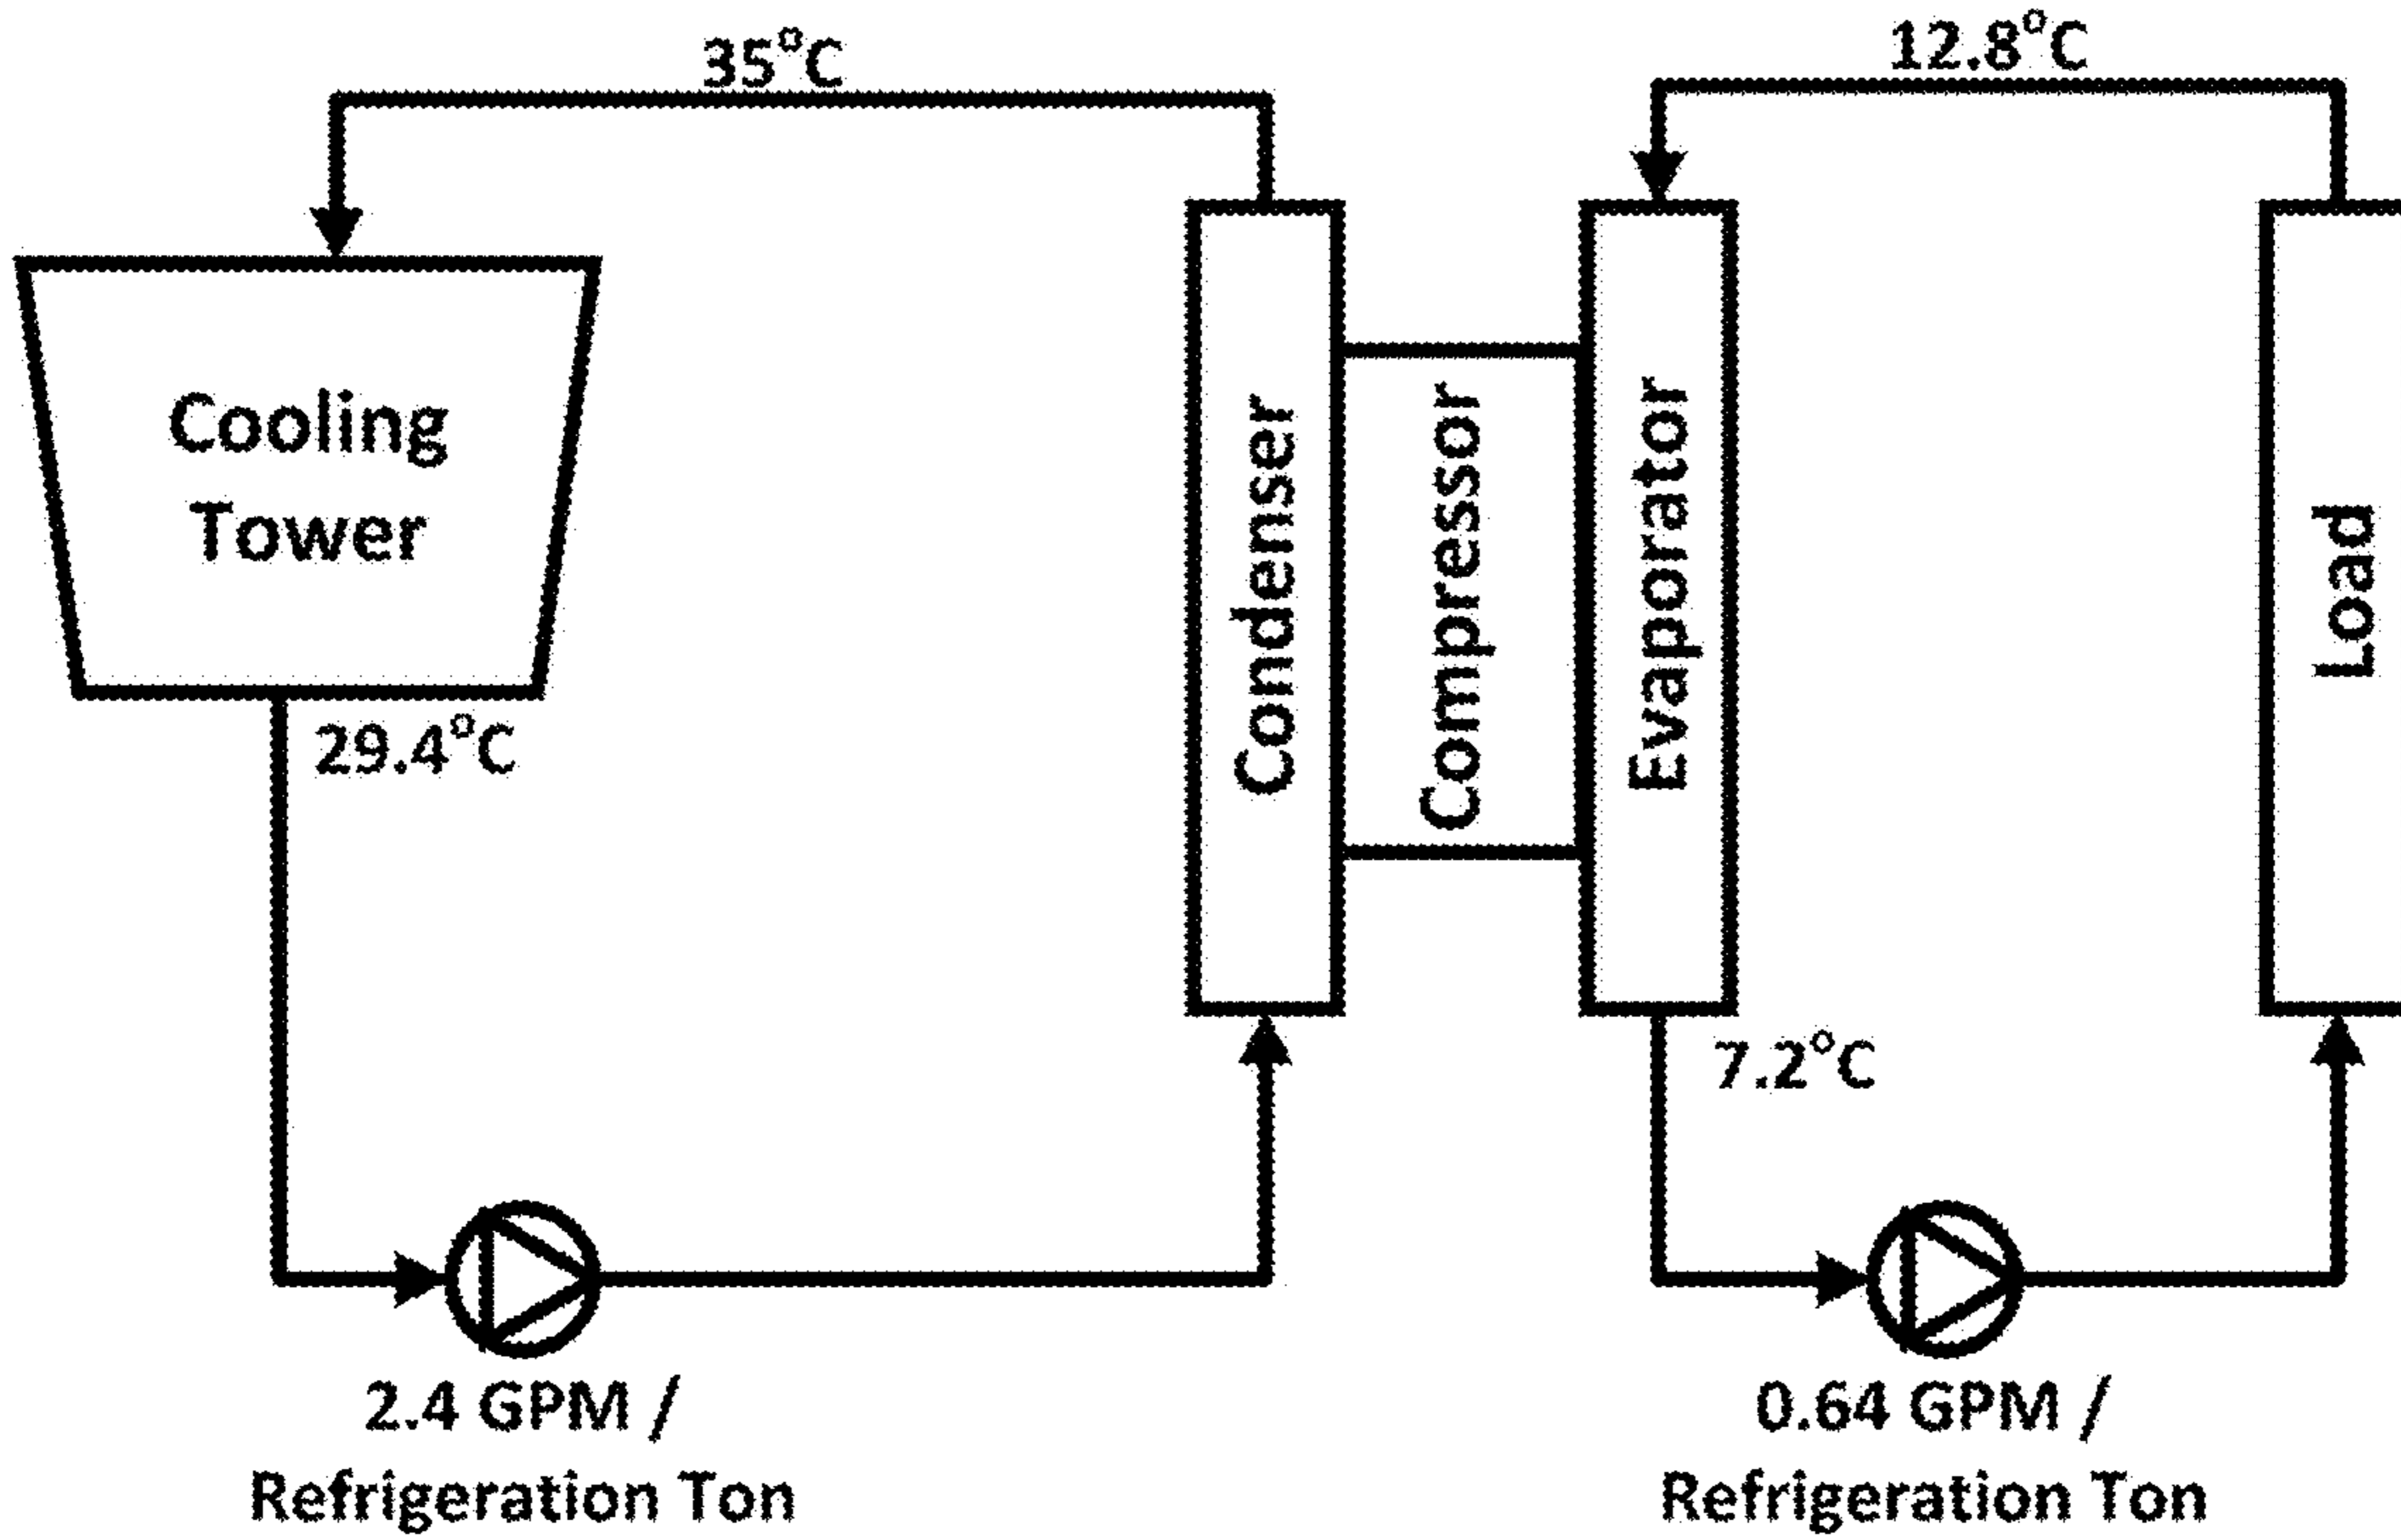 35°C
12.8°C
Cooling
Tower
Condenser
Compressor
Evaporator
Load
29.4°C
7.2°C
2.4 GPM /
Refrigeration Ton
0.64 GPM /
Refrigeration Ton